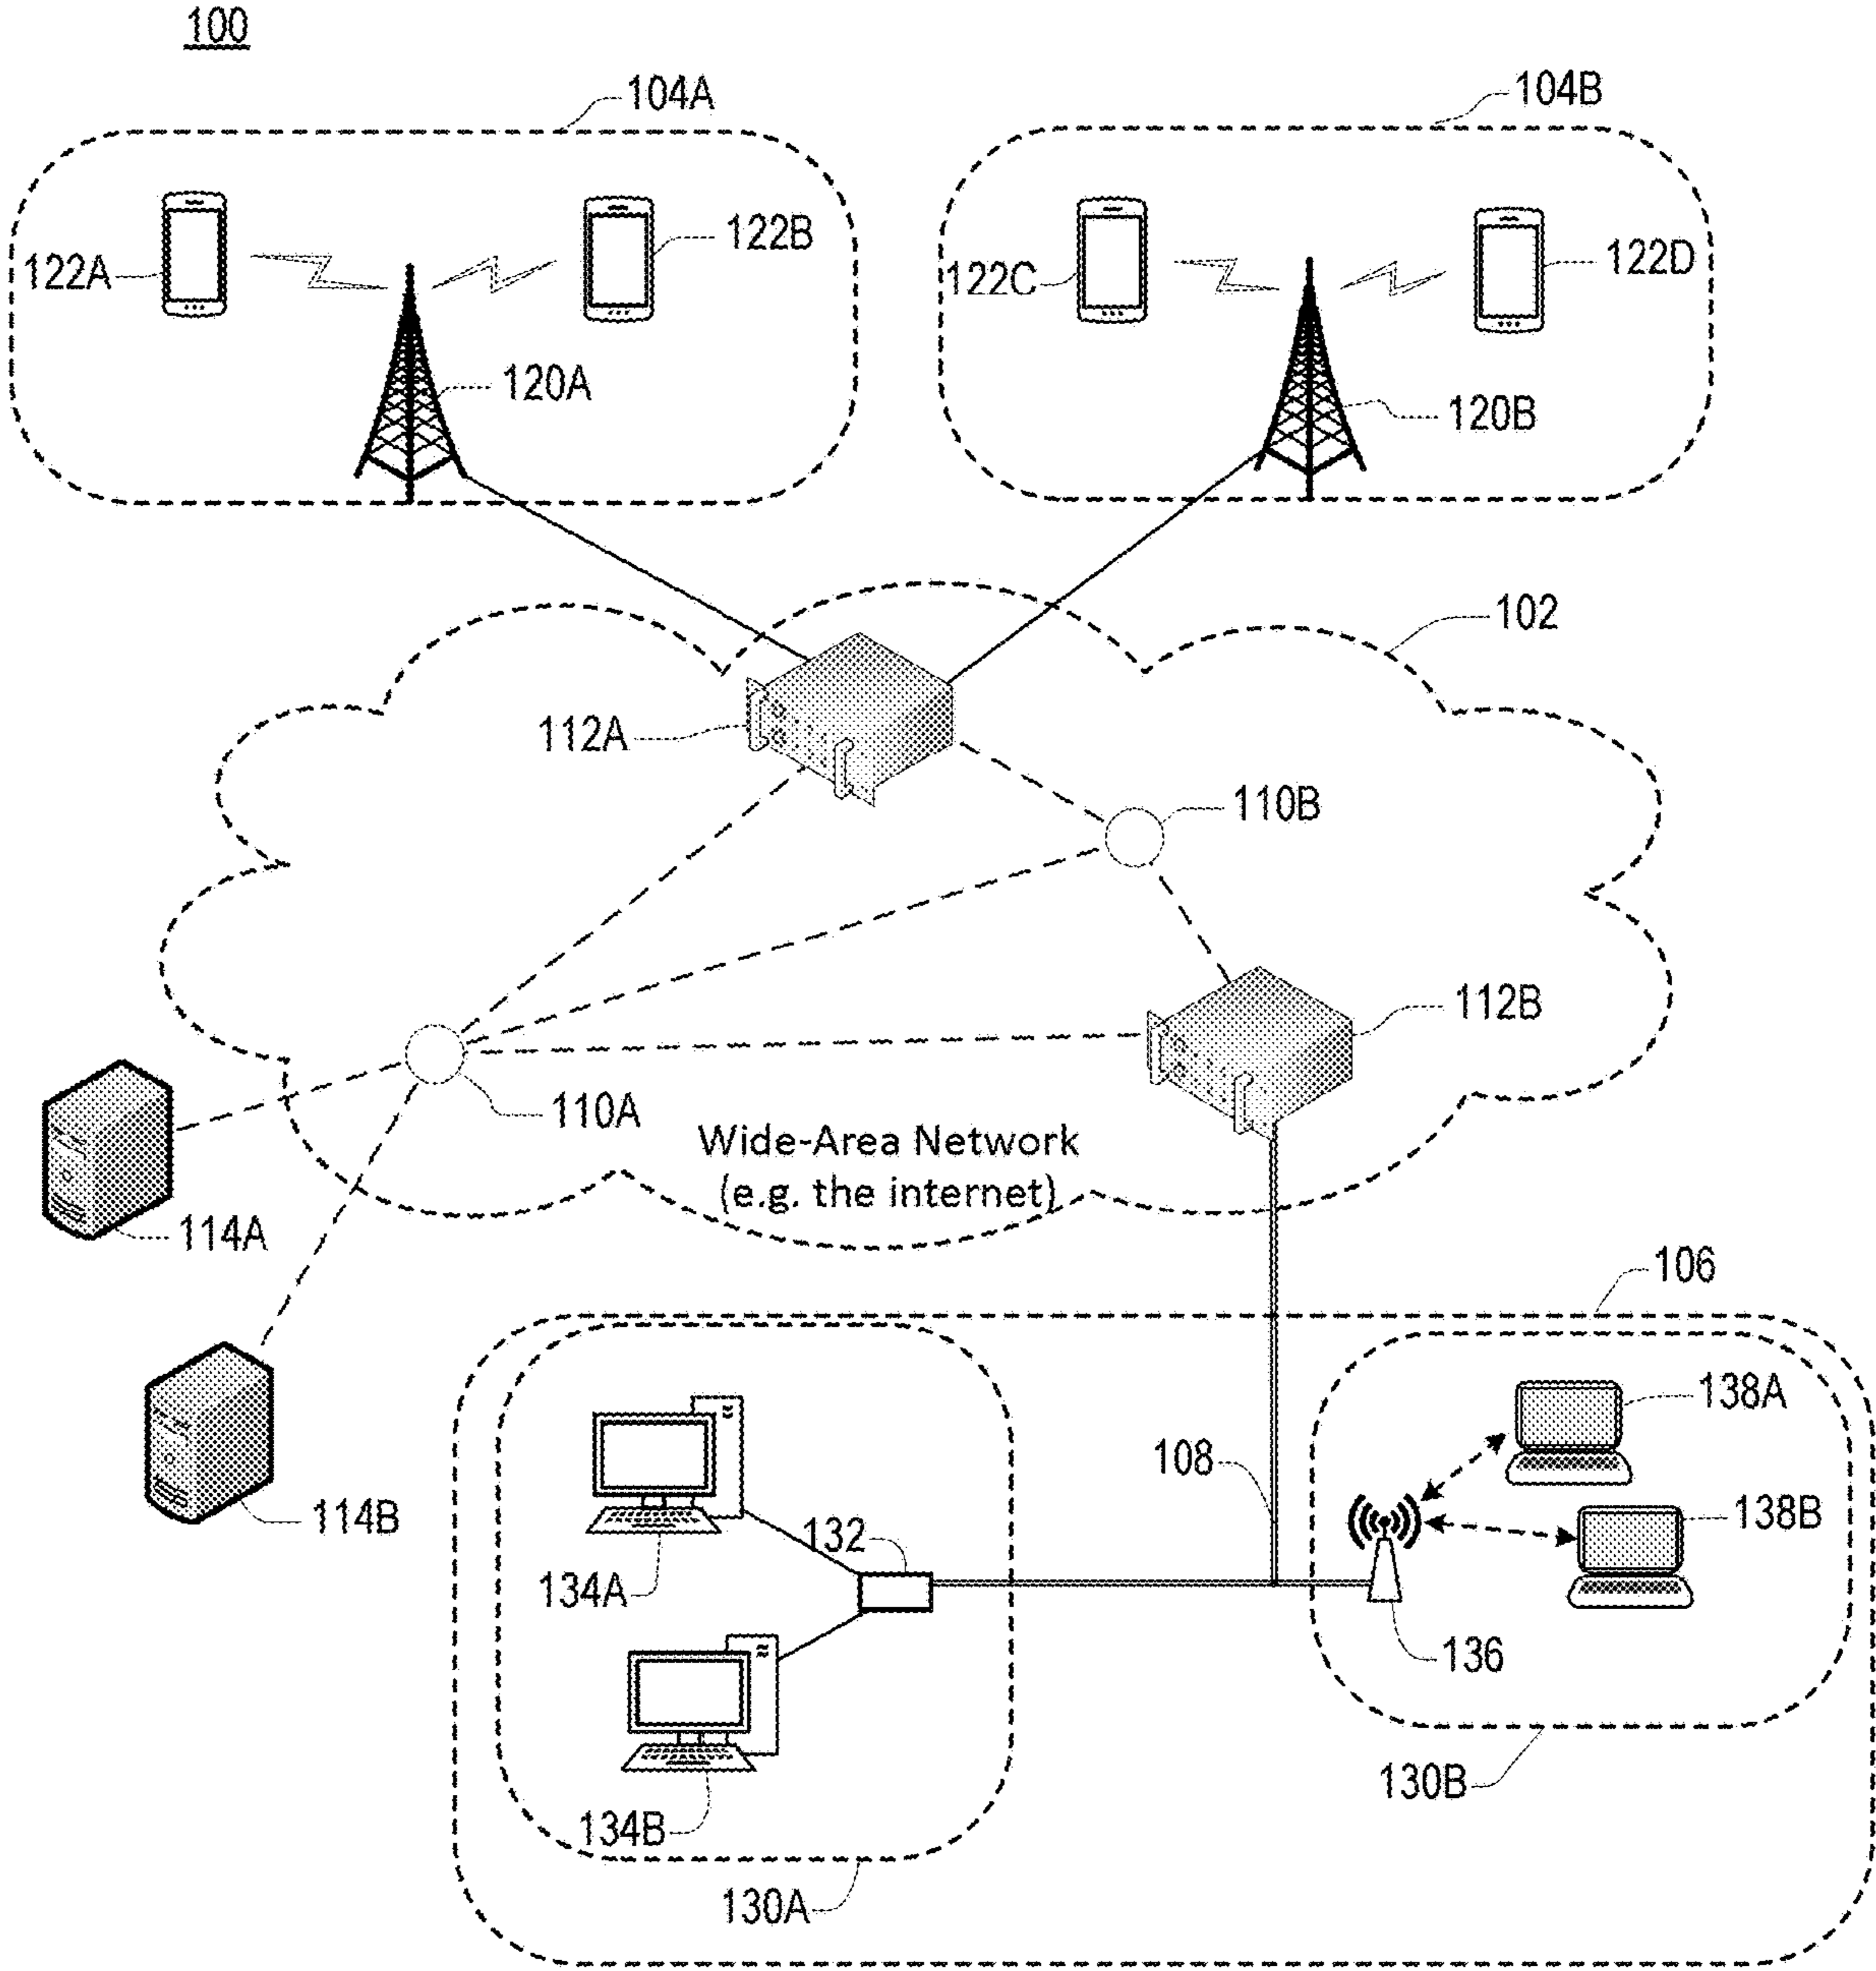 100
104A
104B
122A
122B
122C
122D
120A
120B
102
112A
110B
112B
110A
Wide-Area Network
(e.g. the internet)
114A
106
138A
108
138B
114B
132
134A
136
130B
134B
130A